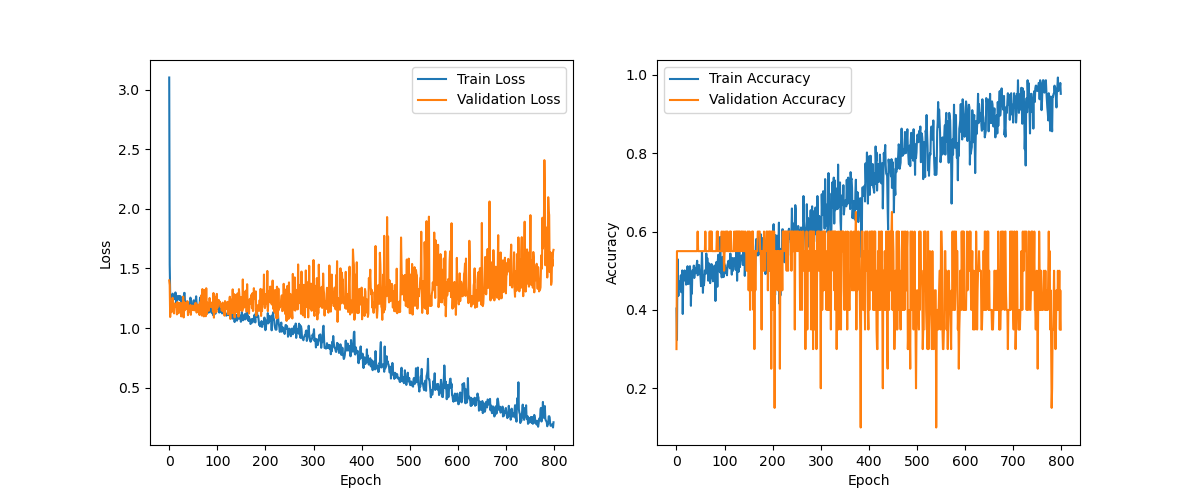 Train Loss
Validation Loss
3.0
2.5
2.0
1.5
1.0
0.5
0 100 200 300 400 500 600 700 800
Loss
Epoch
Train Accuracy
Validation Accuracy
1.0
0.8
0.6
0.4
0.2
0 100 200 300 400 500 600 700 800
Accuracy
Epoch